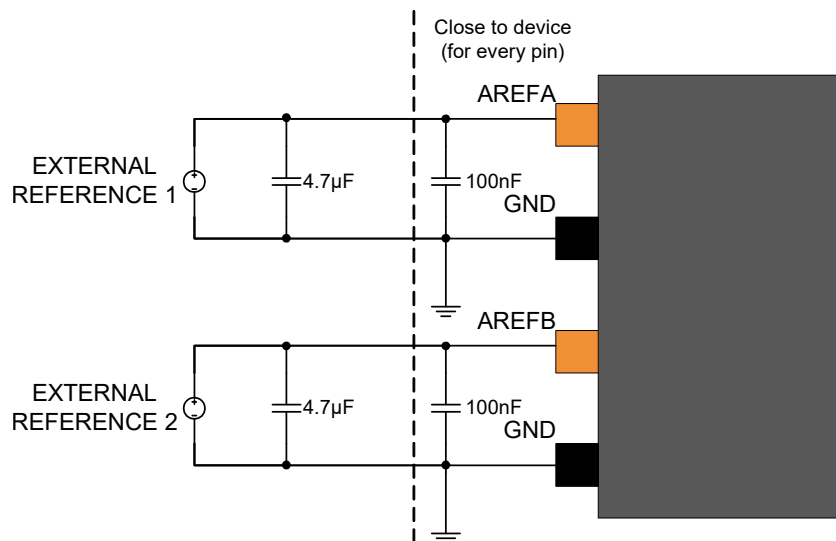 Close to device
(for every pin)
AREFA
EXTERNAL
REFERENCE 1
4.7µF
100nF
GND
AREFB
EXTERNAL
REFERENCE 2
4.7µF
100nF
GND